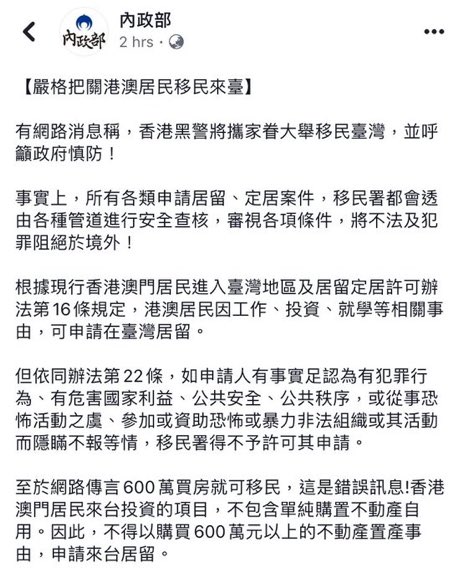 內政部
內政部
2 hrs ·
【嚴格把關港澳居民移民來臺】
有網路消息稱，香港黑警將攜家眷大舉移民臺灣，並呼
籲政府慎防！
事實上，所有各類申請居留、定居案件，移民署都會透
由各種管道進行安全查核，審視各項條件，將不法及犯
罪阻絕於境外！
根據現行香港澳門居民進入臺灣地區及居留定居許可辦
法第16條規定，港澳居民因工作、投資、就學等相關事
由，可申請在臺灣居留。
但依同辦法第22條，如申請人有事實足認為有犯罪行
為、有危害國家利益、公共安全、公共秩序，或從事恐
怖活動之虞、參加或資助恐怖或暴力非法組織或其活動
而隱瞞不報等情，移民署得不予許可其申請。
至於網路傳言600萬買房就可移民，這是錯誤訊息!香港
澳門居民來台投資的項目，不包含單純購置不動產自
用。因此，不得以購買600萬元以上的不動產置產事
由，申請來台居留。